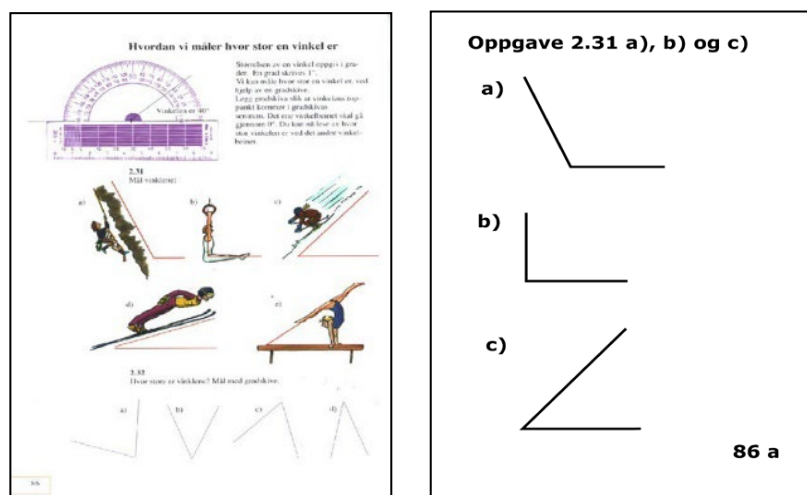 Hvordan vi måler hvor stor en vinkel er
Størrelsen av en vinkel oppgis i gra-
der. En grad skrives 1°.
Vi kan måle hvor stor en vinkel er, ved
hjelp av en gradskive.
Legg gradskiva slik at vinkelens topp-
punkt kommer i gradskivas
sentrum. Det ene vinkelbeinet skal gå
gjennom 0°. Du kan nå lese av hvor
stor vinkelen er ved det andre vinkel-
beinet.
Vinkelen er 40°
2.31
Mål vinklene:
a)
b)
c)
d)
e)
2.32
Hvor store er vinklene? Mål med gradskive.
a)
b)
c)
d)
86
Oppgave 2.31 a), b) og c)
a)
b)
c)
86 a